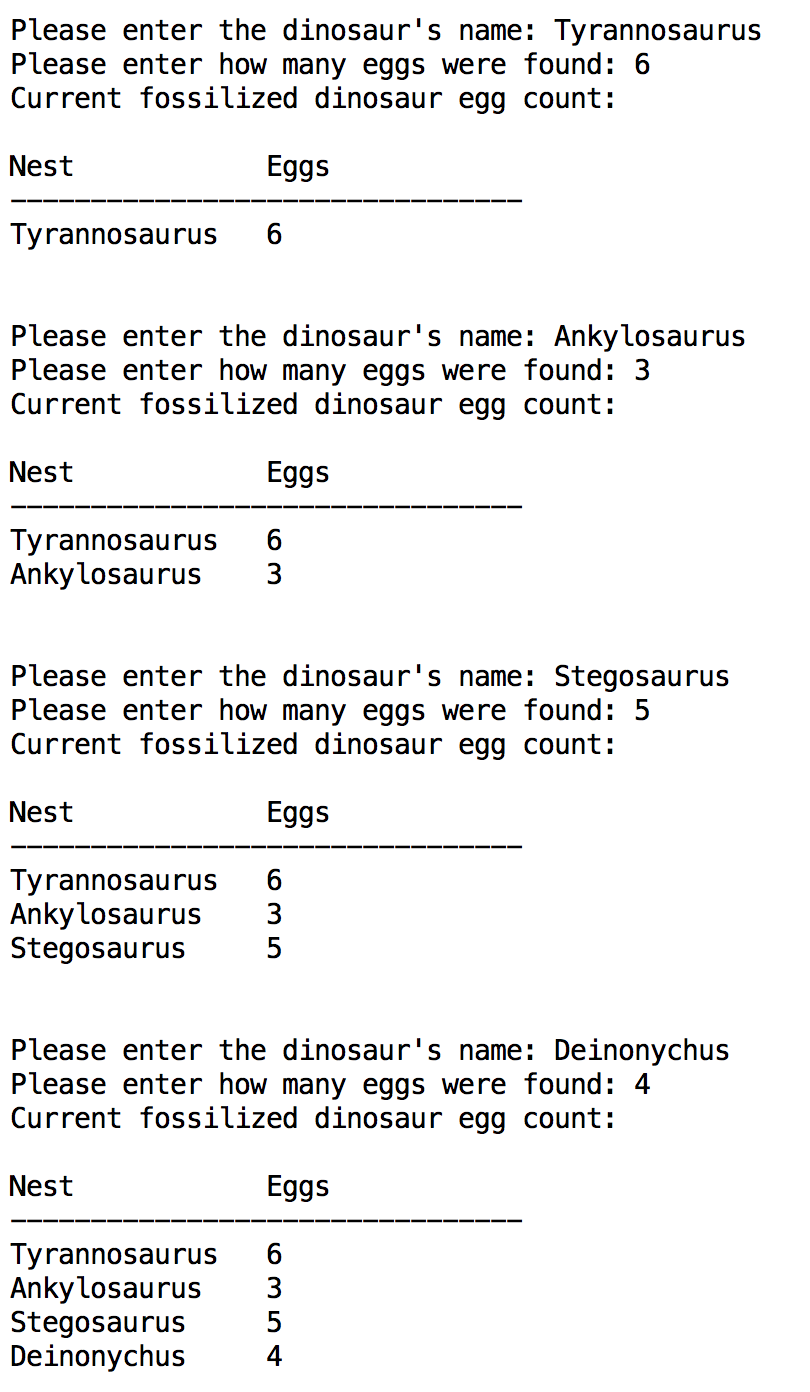 Please enter the dinosaur's name: Tyrannosaurus
Please enter how many eggs were found: 6
Current fossilized dinosaur egg count:
Nest            Eggs
--------------------------------
Tyrannosaurus   6
Please enter the dinosaur's name: Ankylosaurus
Please enter how many eggs were found: 3
Current fossilized dinosaur egg count:
Nest            Eggs
--------------------------------
Tyrannosaurus   6
Ankylosaurus    3
Please enter the dinosaur's name: Stegosaurus
Please enter how many eggs were found: 5
Current fossilized dinosaur egg count:
Nest            Eggs
--------------------------------
Tyrannosaurus   6
Ankylosaurus    3
Stegosaurus     5
Please enter the dinosaur's name: Deinonychus
Please enter how many eggs were found: 4
Current fossilized dinosaur egg count:
Nest            Eggs
--------------------------------
Tyrannosaurus   6
Ankylosaurus    3
Stegosaurus     5
Deinonychus     4